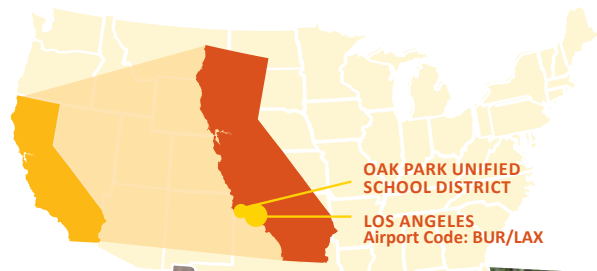 OAK PARK UNIFIED
SCHOOL DISTRICT
LOS ANGELES
Airport Code: BUR/LAX